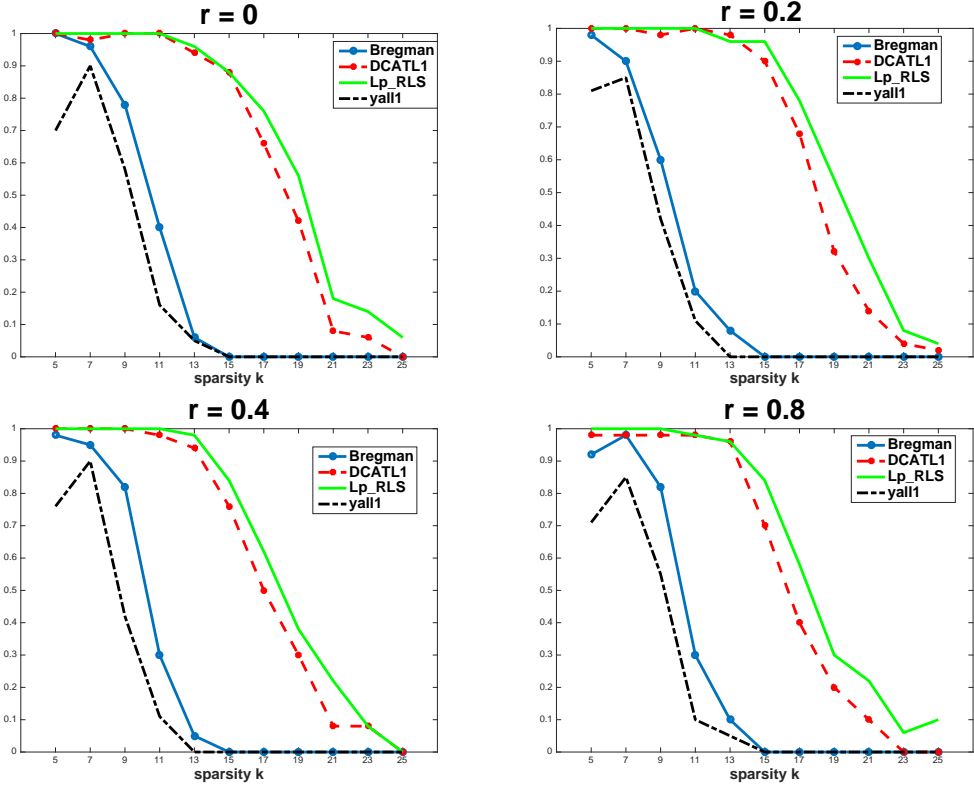 r = 0
1
0.9
0.8
0.7
0.6
0.5
0.4
0.3
0.2
0.1
0
5 7 9 11 13 15 17 19 21 23 25
sparsity k
Bregman
DCATL1
Lp_RLS
yall1
r = 0.2
1
0.9
0.8
0.7
0.6
0.5
0.4
0.3
0.2
0.1
0
5 7 9 11 13 15 17 19 21 23 25
sparsity k
Bregman
DCATL1
Lp_RLS
yall1
r = 0.4
1
0.9
0.8
0.7
0.6
0.5
0.4
0.3
0.2
0.1
0
5 7 9 11 13 15 17 19 21 23 25
sparsity k
Bregman
DCATL1
Lp_RLS
yall1
r = 0.8
1
0.9
0.8
0.7
0.6
0.5
0.4
0.3
0.2
0.1
0
5 7 9 11 13 15 17 19 21 23 25
sparsity k
Bregman
DCATL1
Lp_RLS
yall1